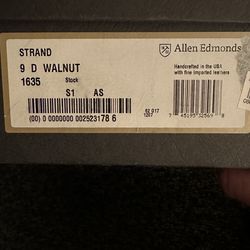 STRAND
Allen Edmonds
9 D WALNUT
Handcrafted in the USA
with fine imported leathers
1635 Stock
S1 AS
(00) 0 0000000 002523178 6